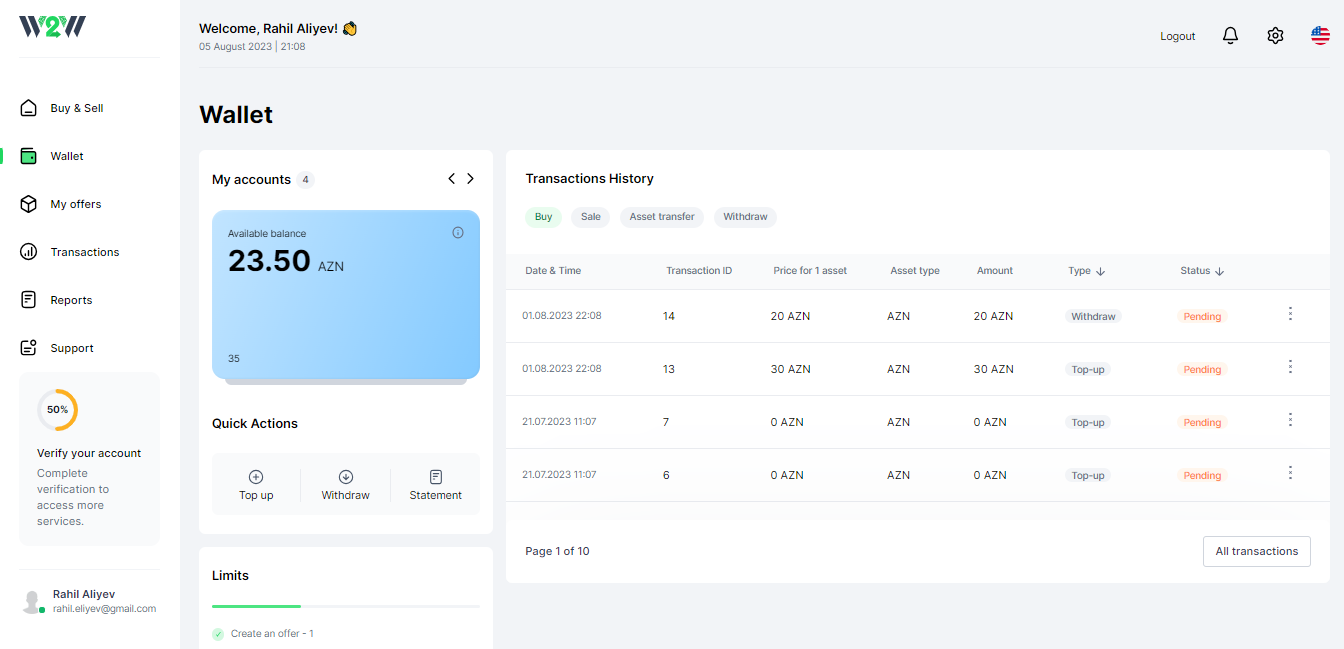 W2W
Welcome, Rahil Aliyev!
05 August 2023 | 21:08
Logout
Buy & Sell
Wallet
My offers
Transactions
Reports
Support
50%
Verify your account
Complete
verification to
access more
services.
Rahil Aliyev
rahil.eliyev@gmail.com
Wallet
My accounts 4
Available balance
23.50 AZN
35
Quick Actions
Top up Withdraw Statement
Limits
Create an offer - 1
Transactions History
Buy Sale Asset transfer Withdraw
Date & Time Transaction ID Price for 1 asset Asset type Amount Type Status
01.08.2023 22:08 14 20 AZN AZN 20 AZN Withdraw Pending
01.08.2023 22:08 13 30 AZN AZN 30 AZN Top-up Pending
21.07.2023 11:07 7 0 AZN AZN 0 AZN Top-up Pending
21.07.2023 11:07 6 0 AZN AZN 0 AZN Top-up Pending
Page 1 of 10
All transactions